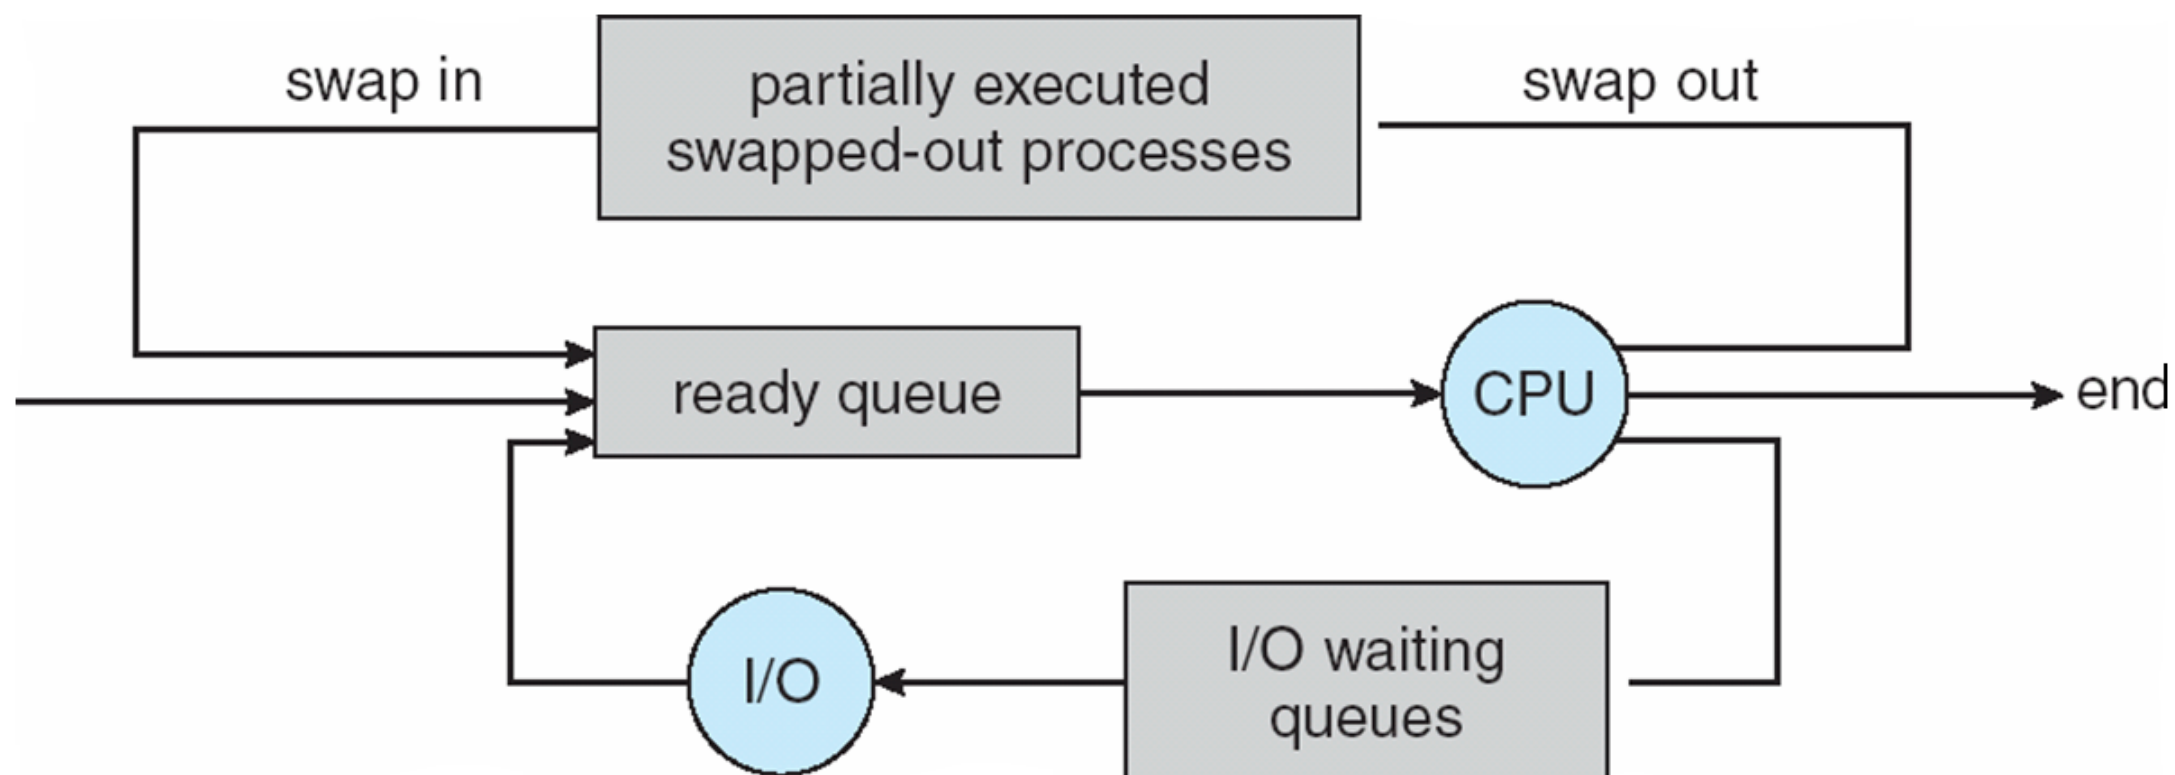 swap in
partially executed
swapped-out processes
swap out
ready queue
CPU
end
I/O
I/O waiting
queues